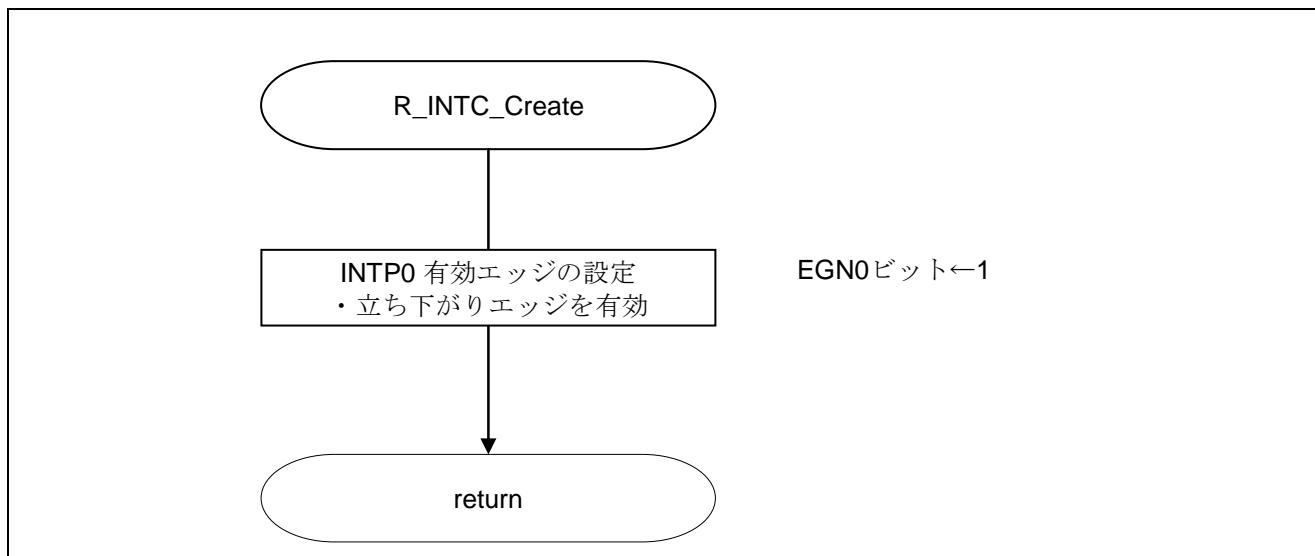 R_INTC_Create
INTP0 有効エッジの設定
・立ち下がりエッジを有効
EGN0ビット←1
return